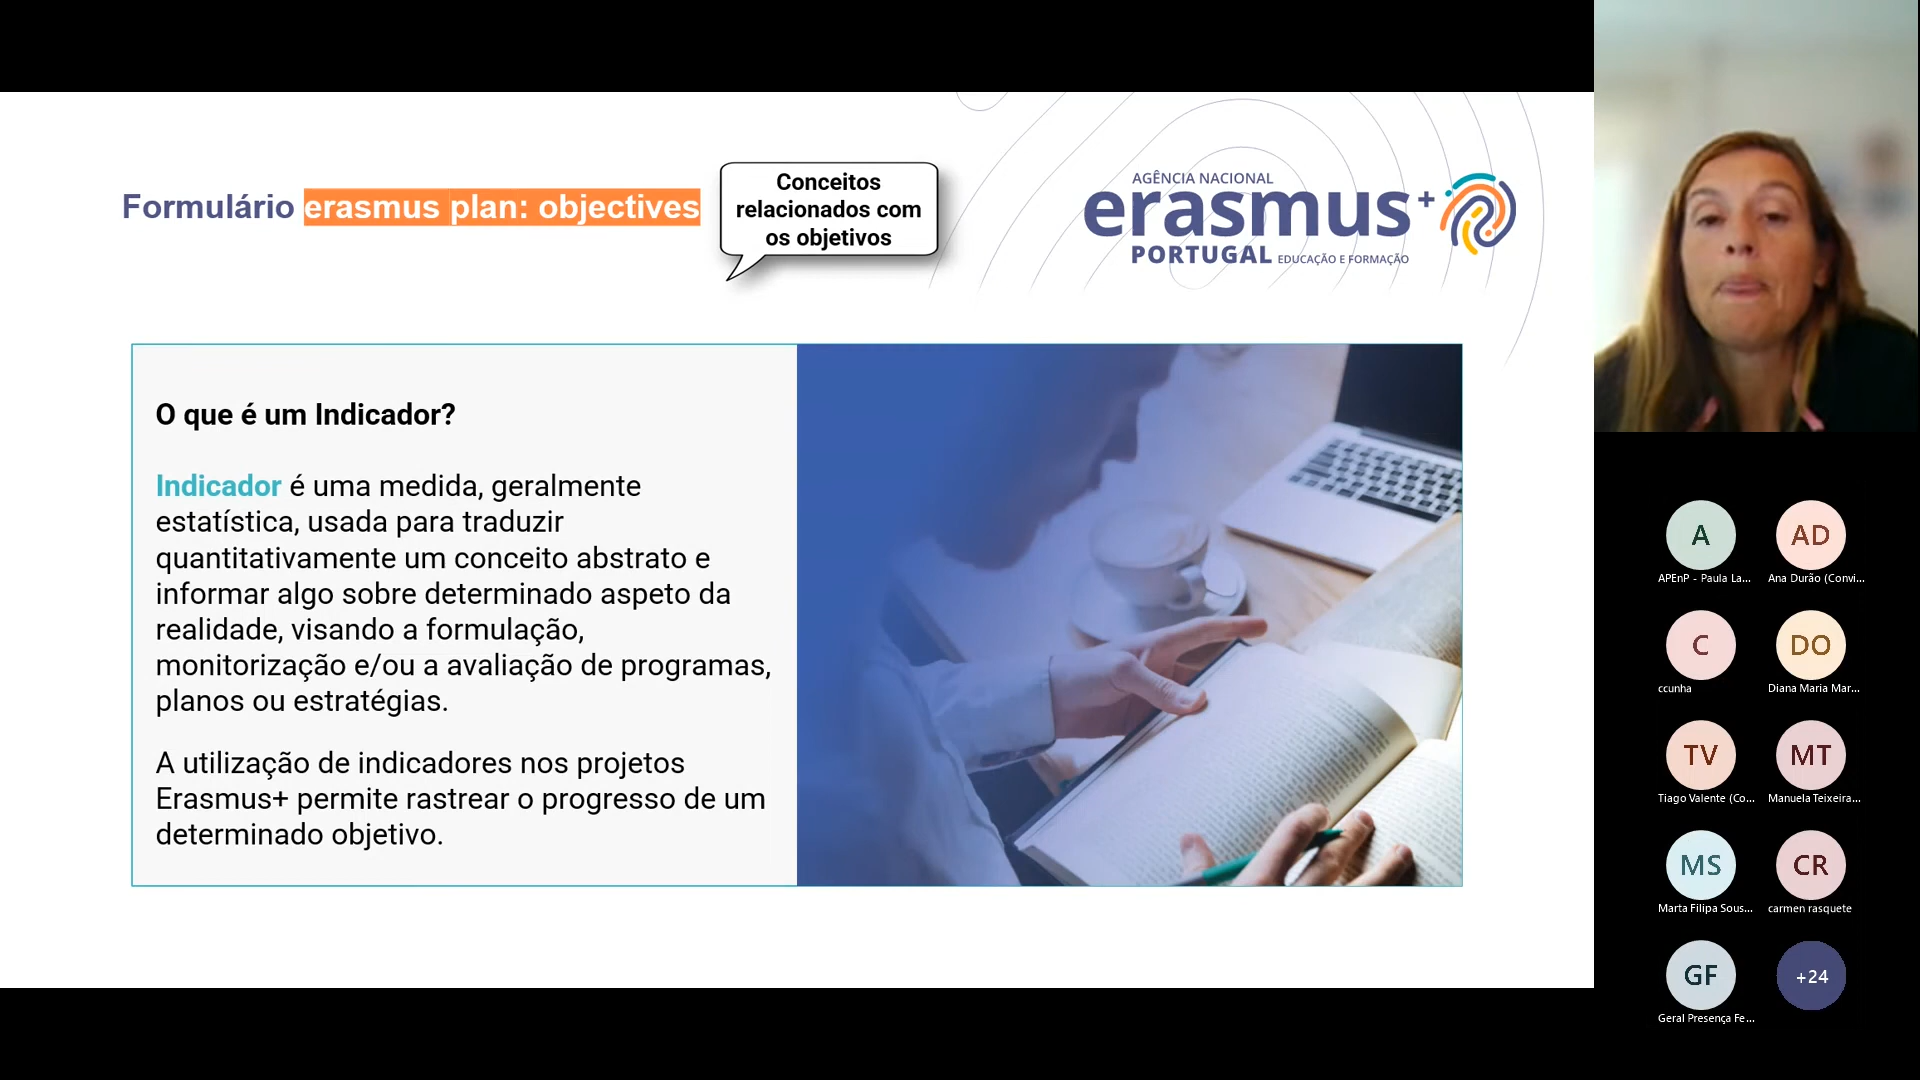 Formulário erasmus plan: objectives
Conceitos
relacionados com
os objetivos
AGÊNCIA NACIONAL
erasmus+
PORTUGAL EDUCAÇÃO E FORMAÇÃO
O que é um Indicador?
Indicador é uma medida, geralmente
estatística, usada para traduzir
quantitativamente um conceito abstrato e
informar algo sobre determinado aspeto da
realidade, visando a formulação,
monitorização e/ou a avaliação de programas,
planos ou estratégias.
A utilização de indicadores nos projetos
Erasmus+ permite rastrear o progresso de um
determinado objetivo.
A
APEnP - Paula La...
AD
Ana Durão (Convi...
C
ccunha
DO
Diana Maria Mar...
TV
Tiago Valente (Co...
MT
Manuela Teixeira...
MS
Marta Filipa Sous...
CR
carmen rasquete
GF
Geral Presença Fe...
+24